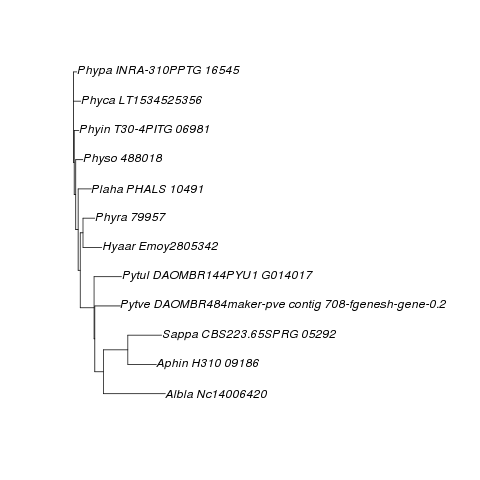 Phypa INRA-310PPTG 16545
Phyca LT1534525356
Phyin T30-4PITG 06981
Physo 488018
Plaha PHALS 10491
Phyra 79957
Hyaar Emoy2805342
Pytul DAOMBR144PYU1 G014017
Pytve DAOMBR484maker-pve contig 708-fgenesh-gene-0.2
Sappa CBS223.65SPRG 05292
Aphin H310 09186
Albla Nc14006420